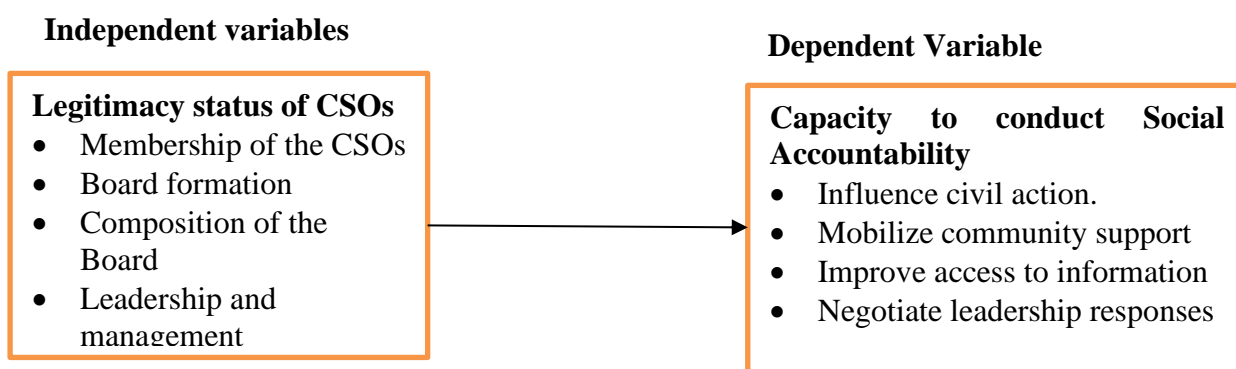 Independent variables
Dependent Variable
Legitimacy status of CSOs
• Membership of the CSOs
• Board formation
• Composition of the
Board
• Leadership and
management
Capacity to conduct Social
Accountability
• Influence civil action.
• Mobilize community support
• Improve access to information
• Negotiate leadership responses